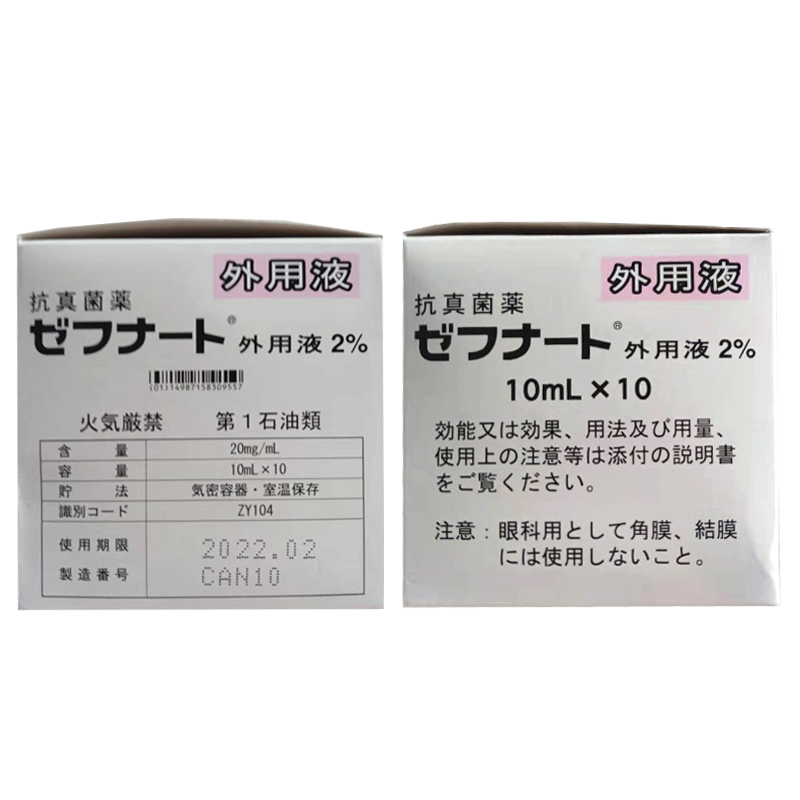 外用液
抗真菌薬
ゼフナート® 外用液 2%
(01)14987158309557
火気厳禁 第1石油類
含量 20mg/mL
容量 10mL×10
貯法 気密容器・室温保存
識別コード ZY104
使用期限 2022.02
製造番号 CAN10
外用液
抗真菌薬
ゼフナート® 外用液 2%
10mL×10
効能又は効果、用法及び用量、
使用上の注意等は添付の説明書
をご覧ください。
注意：眼科用として角膜、結膜
には使用しないこと。